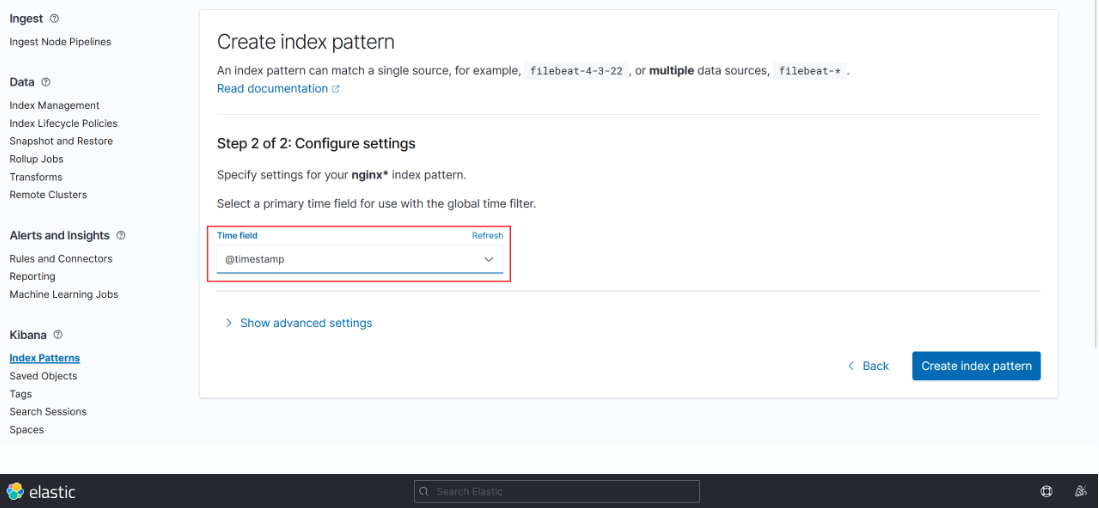 Ingest
Ingest Node Pipelines
Data
Index Management
Index Lifecycle Policies
Snapshot and Restore
Rollup Jobs
Transforms
Remote Clusters
Alerts and Insights
Rules and Connectors
Reporting
Machine Learning Jobs
Kibana
Index Patterns
Saved Objects
Tags
Search Sessions
Spaces
Create index pattern
An index pattern can match a single source, for example, filebeat-4-3-22 , or multiple data sources, filebeat-* .
Read documentation
Step 2 of 2: Configure settings
Specify settings for your nginx* index pattern.
Select a primary time field for use with the global time filter.
Time field Refresh
@timestamp
Show advanced settings
Back Create index pattern
elastic Search Elastic